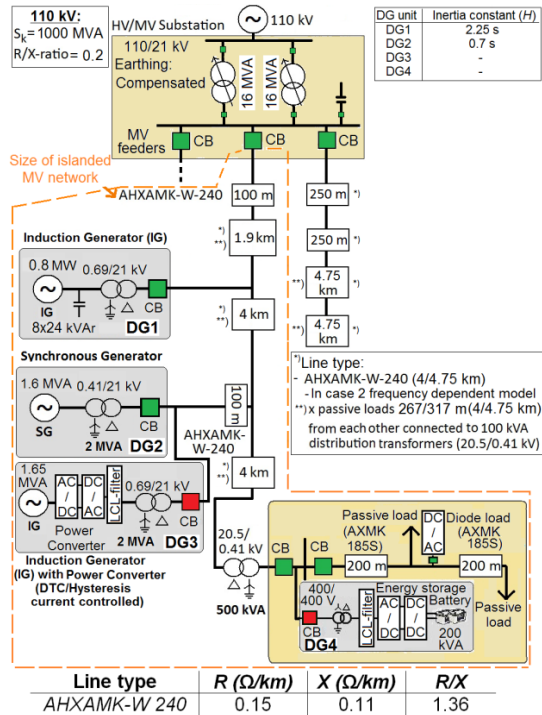 110 kV:
Sk=1000 MVA
R/X-ratio= 0.2
HV/MV Substation
110 kV
110/21 kV
Earthing:
Compensated
16 MVA
16 MVA
MV
feeders
CB
CB
CB
DG unit Inertia constant (H)
DG1 2.25 s
DG2 0.7 s
DG3 -
DG4 -
Size of islanded
MV network
AHXAMK-W-240
100 m
*)
**)
1.9 km
*)
**)
4 km
250 m *)
250 m *)
**) 4.75 km *)
**) 4.75 km *)
Induction Generator (IG)
0.8 MW
0.69/21 kV
IG
CB
8x24 kVAr
DG1
Synchronous Generator
1.6 MVA
0.41/21 kV
SG
CB
2 MVA
DG2
100 m
AHXAMK-
W-240
*)
**)
4 km
1.65
MVA
AC / DC
DC / AC
LCL-filter
0.69/21 kV
IG
CB
Power
Converter
2 MVA
DG3
Induction Generator
(IG) with Power Converter
(DTC/Hysteresis
current controlled)
*)Line type:
- AHXAMK-W-240 (4/4.75 km)
- In case 2 frequency dependent model
**)x passive loads 267/317 m (4/4.75 km)
from each other connected to 100 kVA
distribution transformers (20.5/0.41 kV)
20.5/
0.41 kV
500 kVA
CB
CB
Passive load
(AXMK
185S)
DC / AC
Diode load
(AXMK
185S)
200 m
200 m
Passive
load
400/
400 V
CB
LCL-filter
AC / DC
DC / DC
Energy storage
Battery
200
kVA
DG4
Line type R (Ω/km) X (Ω/km) R/X
AHXAMK-W 240 0.15 0.11 1.36